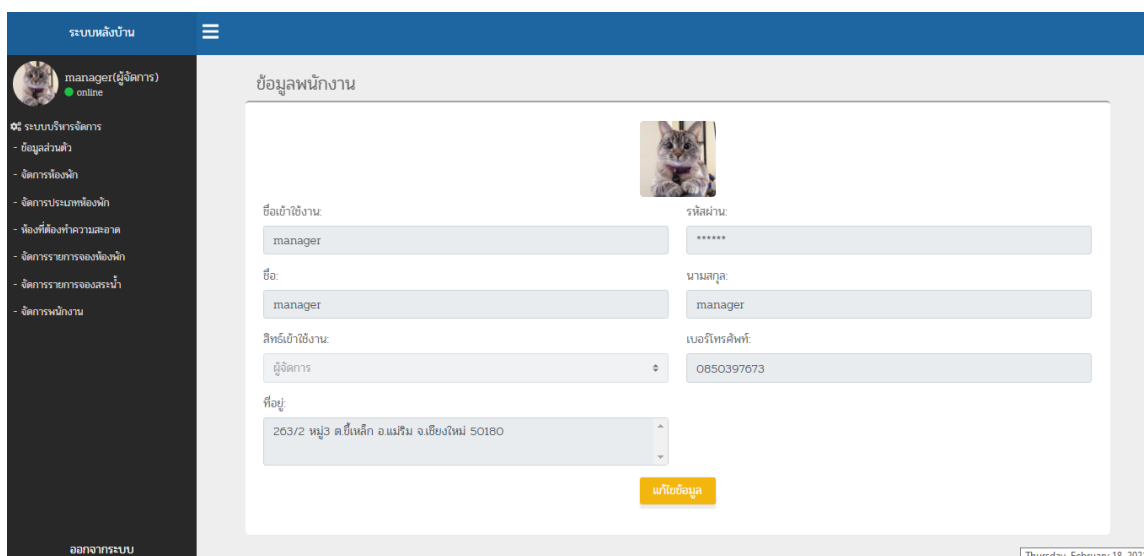 ระบบหลังบ้าน
manager(ผู้จัดการ)
online
ระบบบริหารจัดการ
- ข้อมูลส่วนตัว
- จัดการห้องพัก
- จัดการประเภทห้องพัก
- ห้องที่ต้องทำความสะอาด
- จัดการรายการจองห้องพัก
- จัดการรายการจองสระน้ำ
- จัดการพนักงาน
ออกจากระบบ
ข้อมูลพนักงาน
ชื่อเข้าใช้งาน:
manager
รหัสผ่าน:
******
ชื่อ:
manager
นามสกุล:
manager
สิทธ์เข้าใช้งาน:
ผู้จัดการ
เบอร์โทรศัพท์:
0850397673
ที่อยู่:
263/2 หมู่3 ต.ขี้เหล็ก อ.แม่ริม จ.เชียงใหม่ 50180
แก้ไขข้อมูล
Thursday, February 18, 202